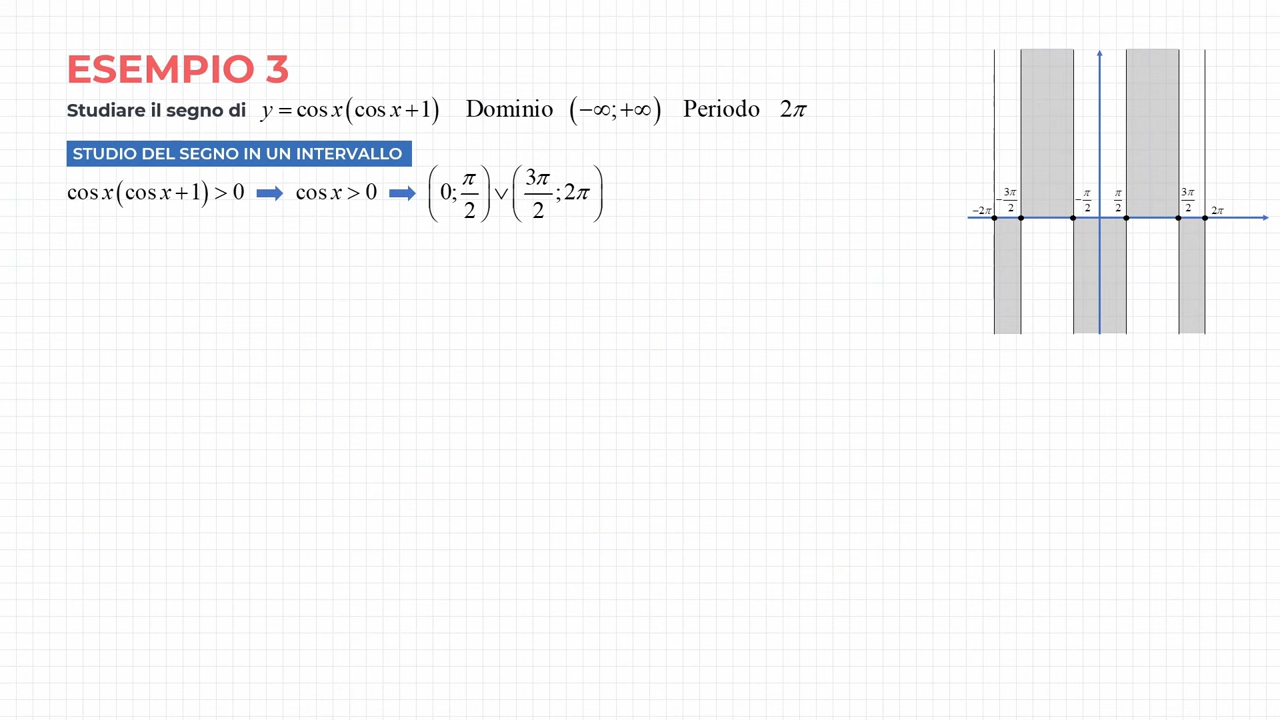 ESEMPIO 3
Studiare il segno di y = cos x (cos x + 1) Dominio (−∞; +∞) Periodo 2π
STUDIO DEL SEGNO IN UN INTERVALLO
cos x (cos x + 1) > 0 ➡ cos x > 0 ➡ (0; π/2) ∨ (3π/2; 2π)
−2π −3π/2 −π/2 π/2 3π/2 2π